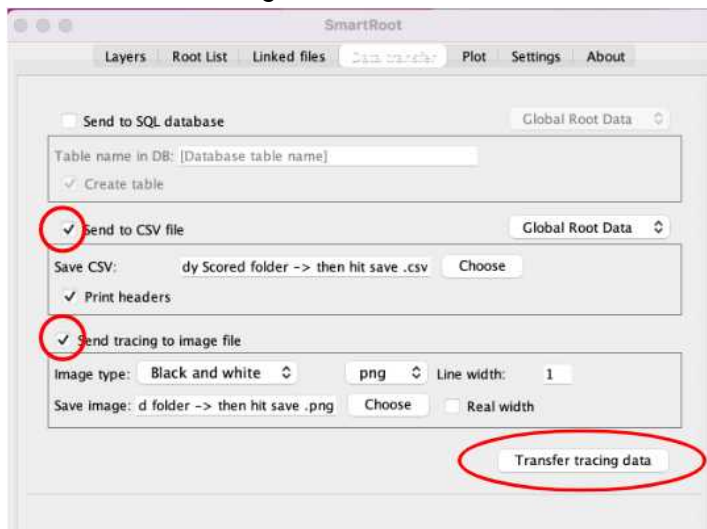 SmartRoot
Layers Root List Linked files Data transfer Plot Settings About
Send to SQL database Global Root Data
Table name in DB: [Database table name]
Create table
Send to CSV file Global Root Data
Save CSV: dy Scored folder -> then hit save .csv Choose
Print headers
Send tracing to image file
Image type: Black and white png Line width: 1
Save image: d folder -> then hit save .png Choose Real width
Transfer tracing data